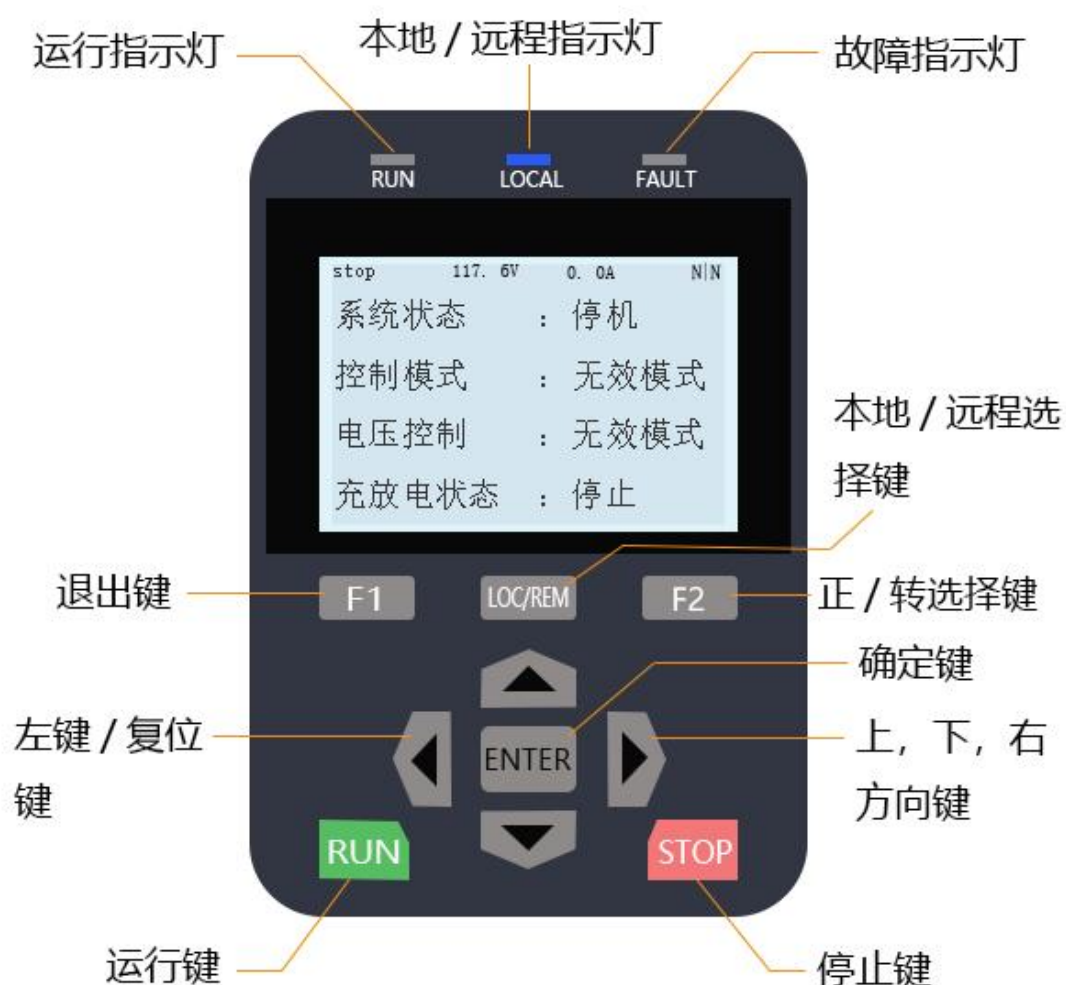 运行指示灯
本地 / 远程指示灯
故障指示灯
RUN
LOCAL
FAULT
stop 117. 6V 0. 0A N|N
系统状态 : 停机
控制模式 : 无效模式
电压控制 : 无效模式
充放电状态 : 停止
本地 / 远程选
择键
退出键
F1
LOC/REM
F2
正 / 转选择键
确定键
左键 / 复位
键
ENTER
上, 下, 右
方向键
RUN
STOP
运行键
停止键